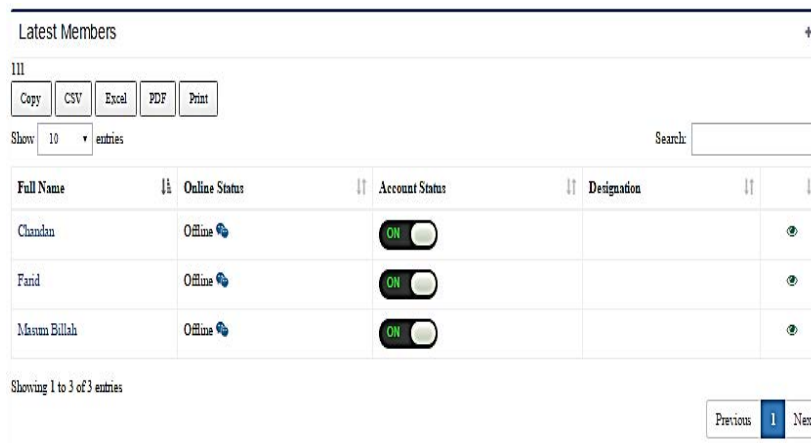 Latest Members
111
Copy CSV Excel PDF Print
Show 10 entries Search:
Full Name Online Status Account Status Designation
Chandan Offline ON
Farid Offline ON
Masum Billah Offline ON
Showing 1 to 3 of 3 entries
Previous 1